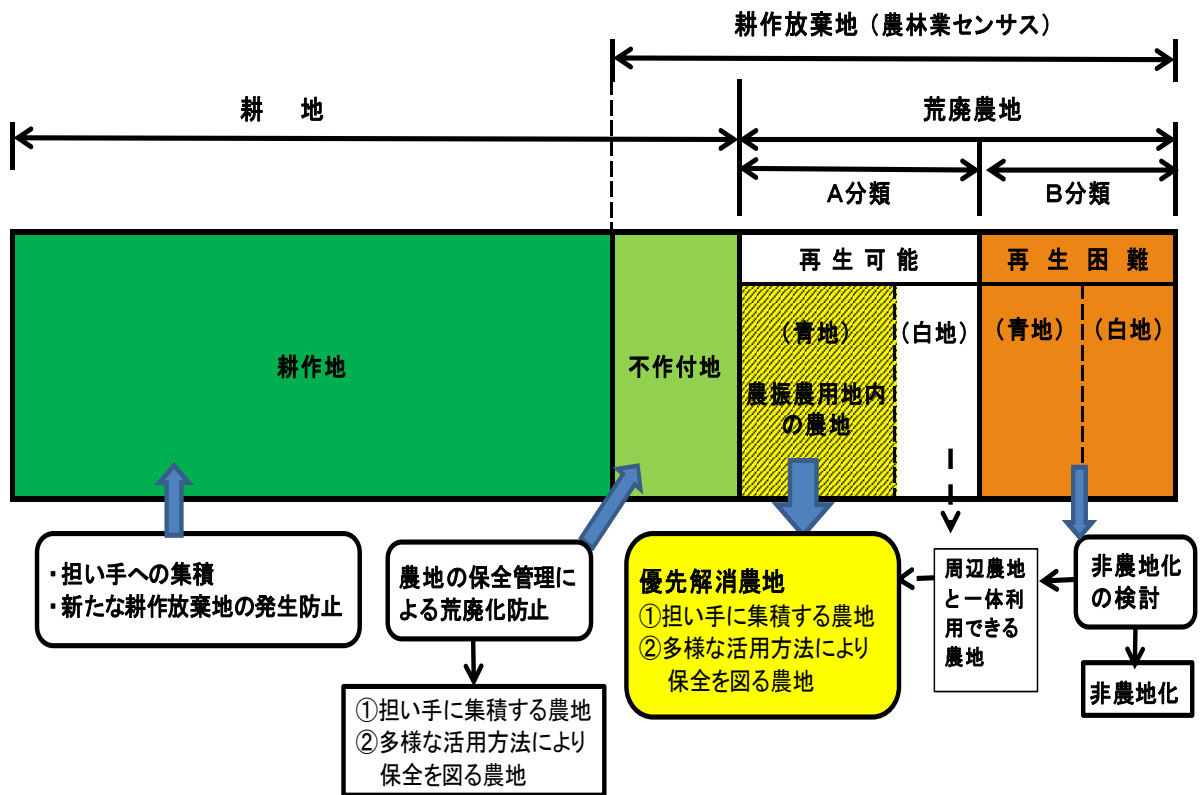 耕作放棄地（農林業センサス）
耕　地
荒廃農地
A分類
B分類
再生可能
再生困難
耕作地
不作付地
（青地）
農振農用地内
の農地
（白地）
（青地）
（白地）
・担い手への集積
・新たな耕作放棄地の発生防止
農地の保全管理に
よる荒廃化防止
①担い手に集積する農地
②多様な活用方法により
保全を図る農地
優先解消農地
①担い手に集積する農地
②多様な活用方法により
保全を図る農地
周辺農地
と一体利
用できる
農地
非農地化
の検討
非農地化